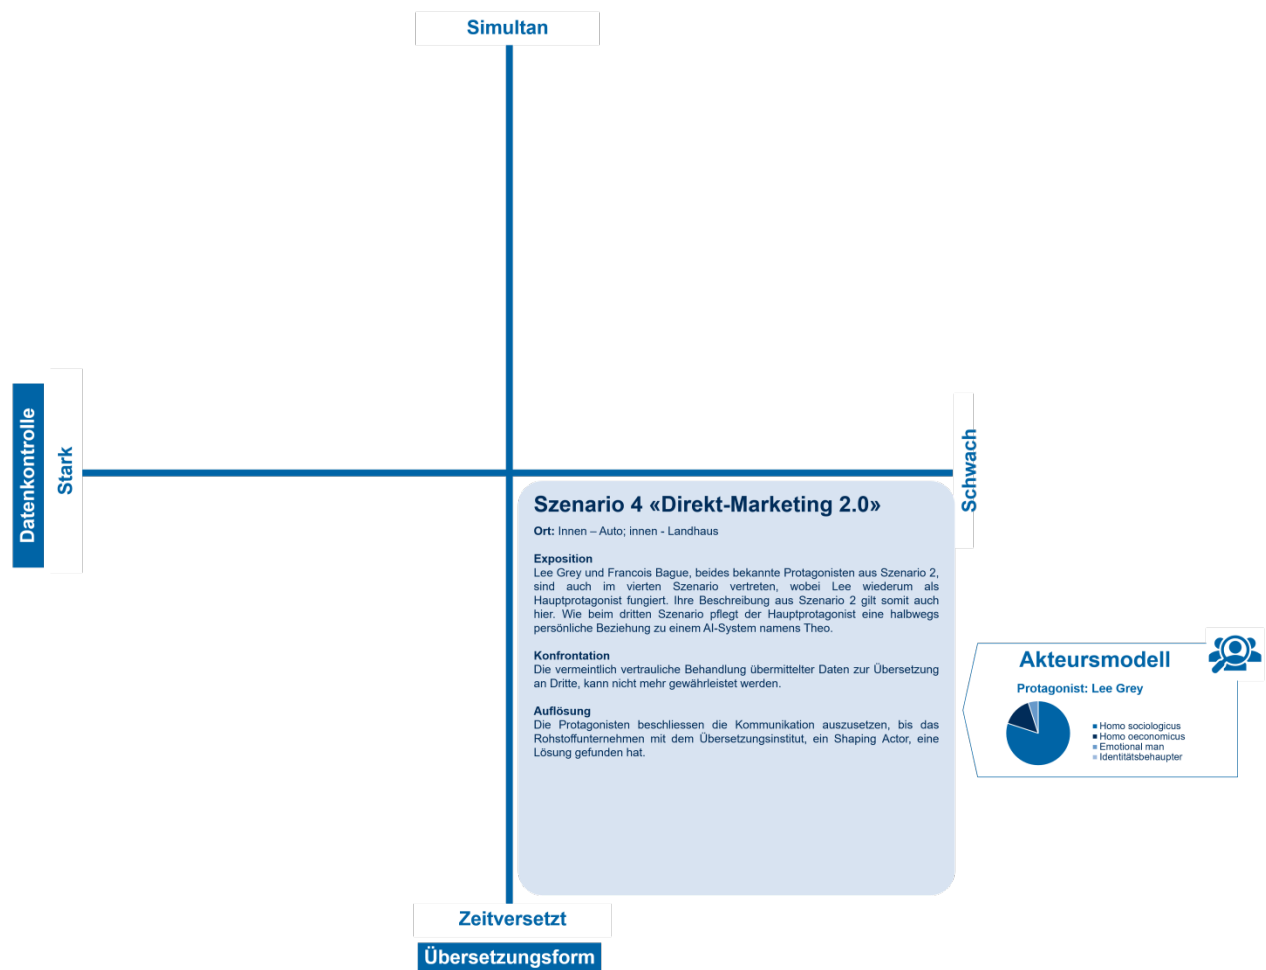 Simultan
Datenkontrolle
Stark
Schwach
Szenario 4 «Direkt-Marketing 2.0»
Ort: Innen – Auto; innen - Landhaus
Exposition
Lee Grey und Francois Bague, beides bekannte Protagonisten aus Szenario 2,
sind auch im vierten Szenario vertreten, wobei Lee wiederum als
Hauptprotagonist fungiert. Ihre Beschreibung aus Szenario 2 gilt somit auch
hier. Wie beim dritten Szenario pflegt der Hauptprotagonist eine halbwegs
persönliche Beziehung zu einem AI-System namens Theo.
Konfrontation
Die vermeintlich vertrauliche Behandlung übermittelter Daten zur Übersetzung
an Dritte, kann nicht mehr gewährleistet werden.
Auflösung
Die Protagonisten beschliessen die Kommunikation auszusetzen, bis das
Rohstoffunternehmen mit dem Übersetzungsinstitut, ein Shaping Actor, eine
Lösung gefunden hat.
Akteursmodell
Protagonist: Lee Grey
Homo sociologicus
Homo oeconomicus
Emotional man
Identitätsbehaupter
Zeitversetzt
Übersetzungsform